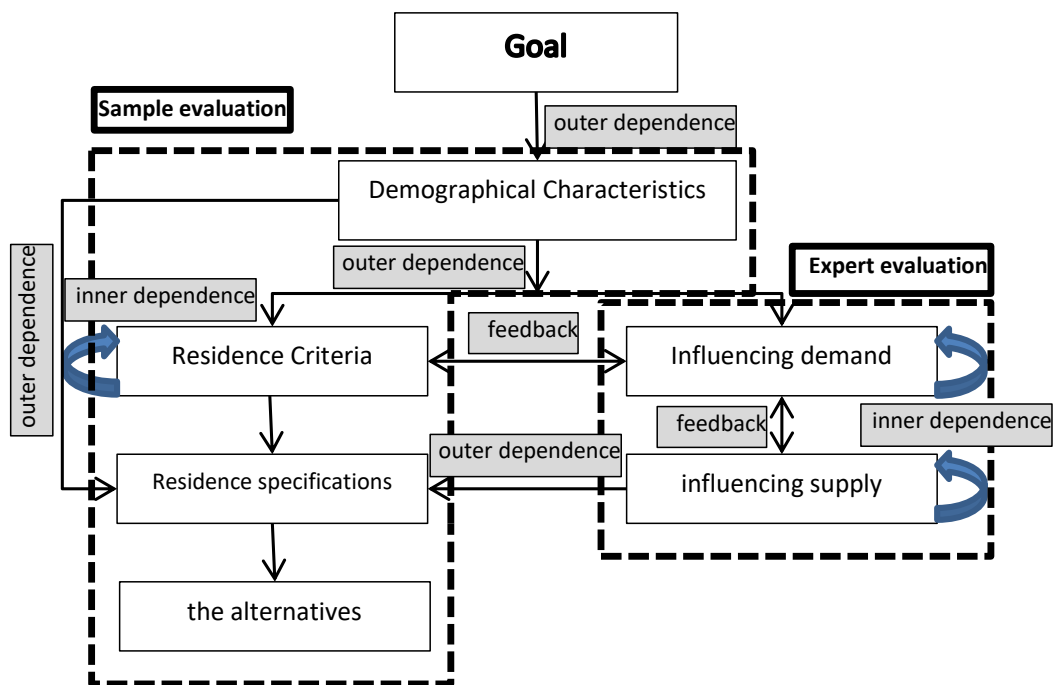 Goal
Sample evaluation
outer dependence
Demographical Characteristics
outer dependence
Expert evaluation
outer dependence
inner dependence
feedback
Residence Criteria
Influencing demand
feedback
inner dependence
outer dependence
Residence specifications
influencing supply
the alternatives